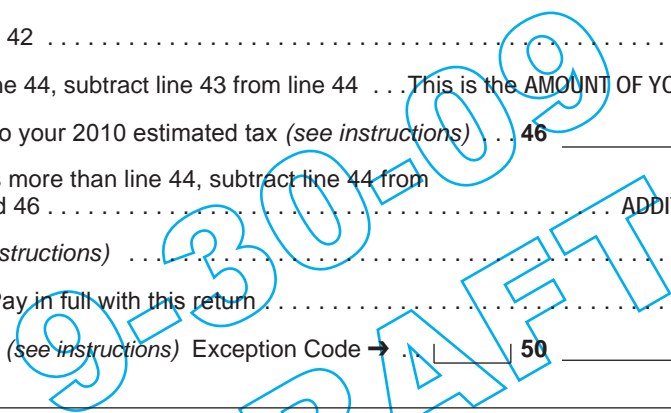 42 . . . . . . . . . . . . . . . . . . . . . . . . . . . . . . . . . . . . . . . . . . . . . . . . . . . . . .
ne 44, subtract line 43 from line 44 . . . This is the AMOUNT OF YO
o your 2010 estimated tax (see instructions) . . . 46
s more than line 44, subtract line 44 from
d 46 . . . . . . . . . . . . . . . . . . . . . . . . . . . . . . . . . . . . . . . . . . . . . . . . . . ADDI
structions) . . . . . . . . . . . . . . . . . . . . . . . . . . . . . . . . . . . . . . . . . . . . . . . .
Pay in full with this return . . . . . . . . . . . . . . . . . . . . . . . . . . . . . . . . . . . . . .
(see instructions) Exception Code ➔ . . 50
9-30-09
RAFT